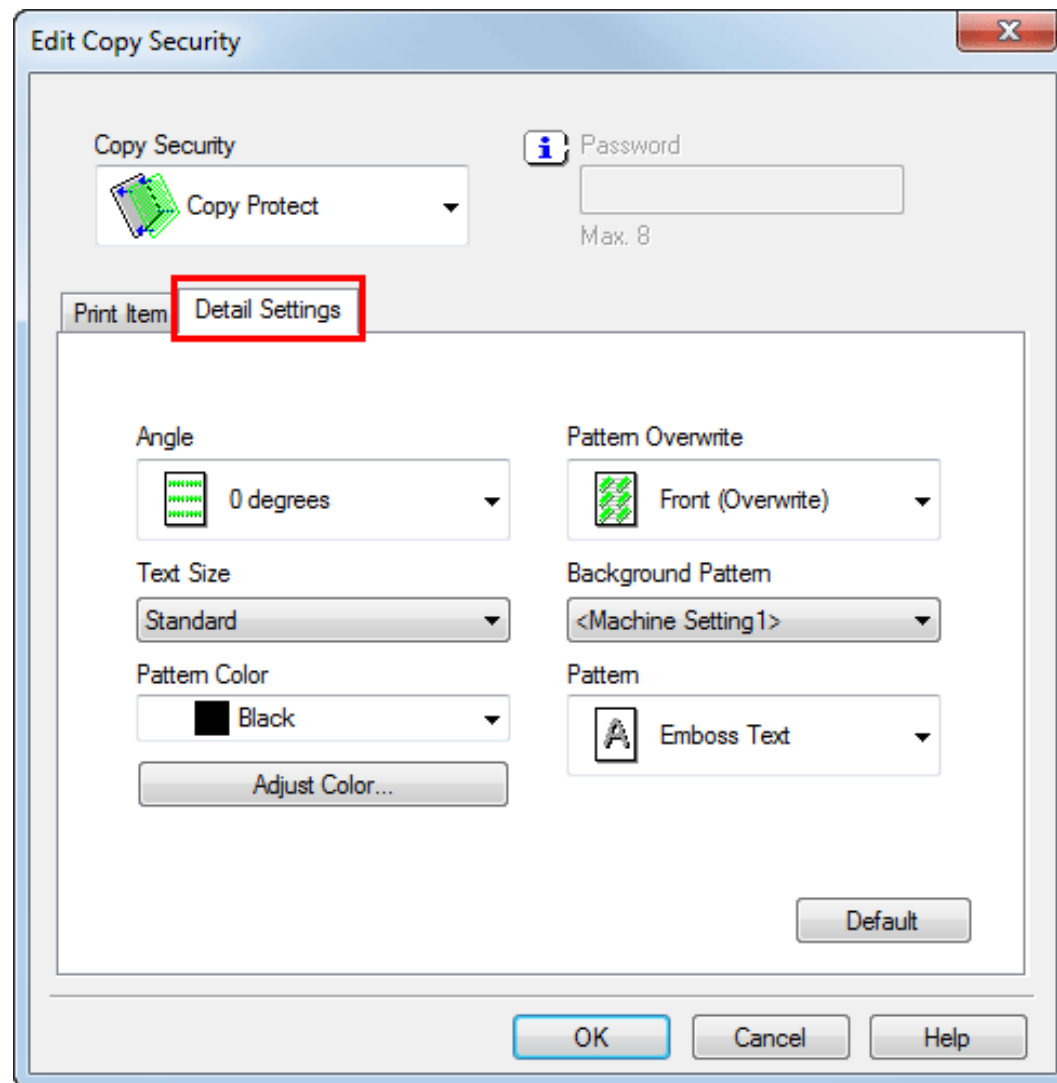 Edit Copy Security
Copy Security
Password
Copy Protect
Max. 8
Print Item
Detail Settings
Angle
Pattern Overwrite
0 degrees
Front (Overwrite)
Text Size
Background Pattern
Standard
<Machine Setting1>
Pattern Color
Pattern
Black
A
Emboss Text
Adjust Color...
Default
OK
Cancel
Help